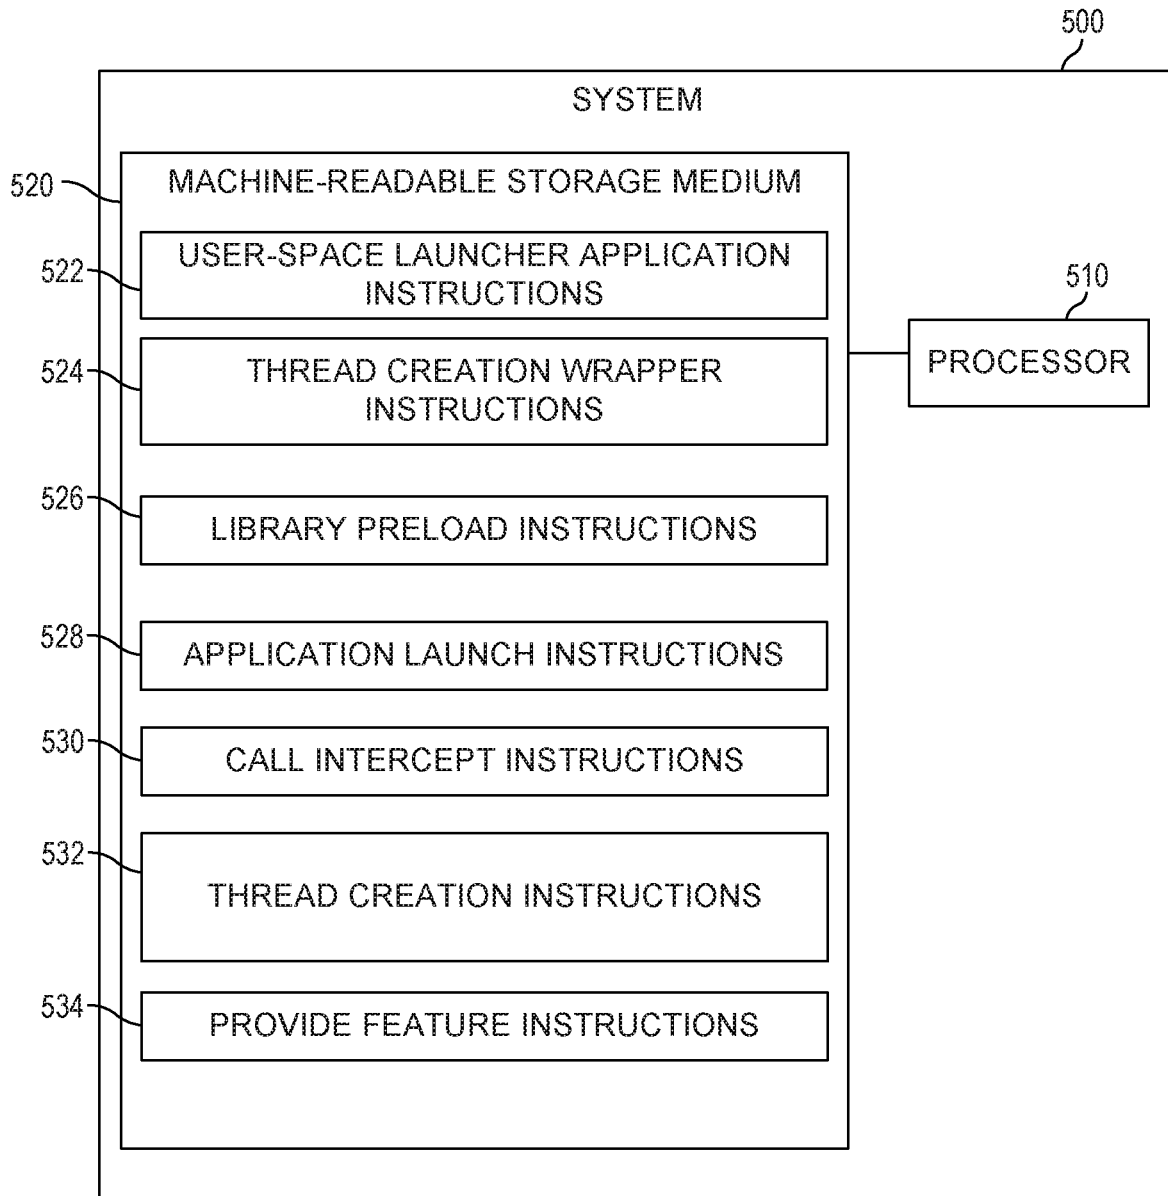 500
SYSTEM
520
MACHINE-READABLE STORAGE MEDIUM
522
USER-SPACE LAUNCHER APPLICATION
INSTRUCTIONS
510
PROCESSOR
524
THREAD CREATION WRAPPER
INSTRUCTIONS
526
LIBRARY PRELOAD INSTRUCTIONS
528
APPLICATION LAUNCH INSTRUCTIONS
530
CALL INTERCEPT INSTRUCTIONS
532
THREAD CREATION INSTRUCTIONS
534
PROVIDE FEATURE INSTRUCTIONS